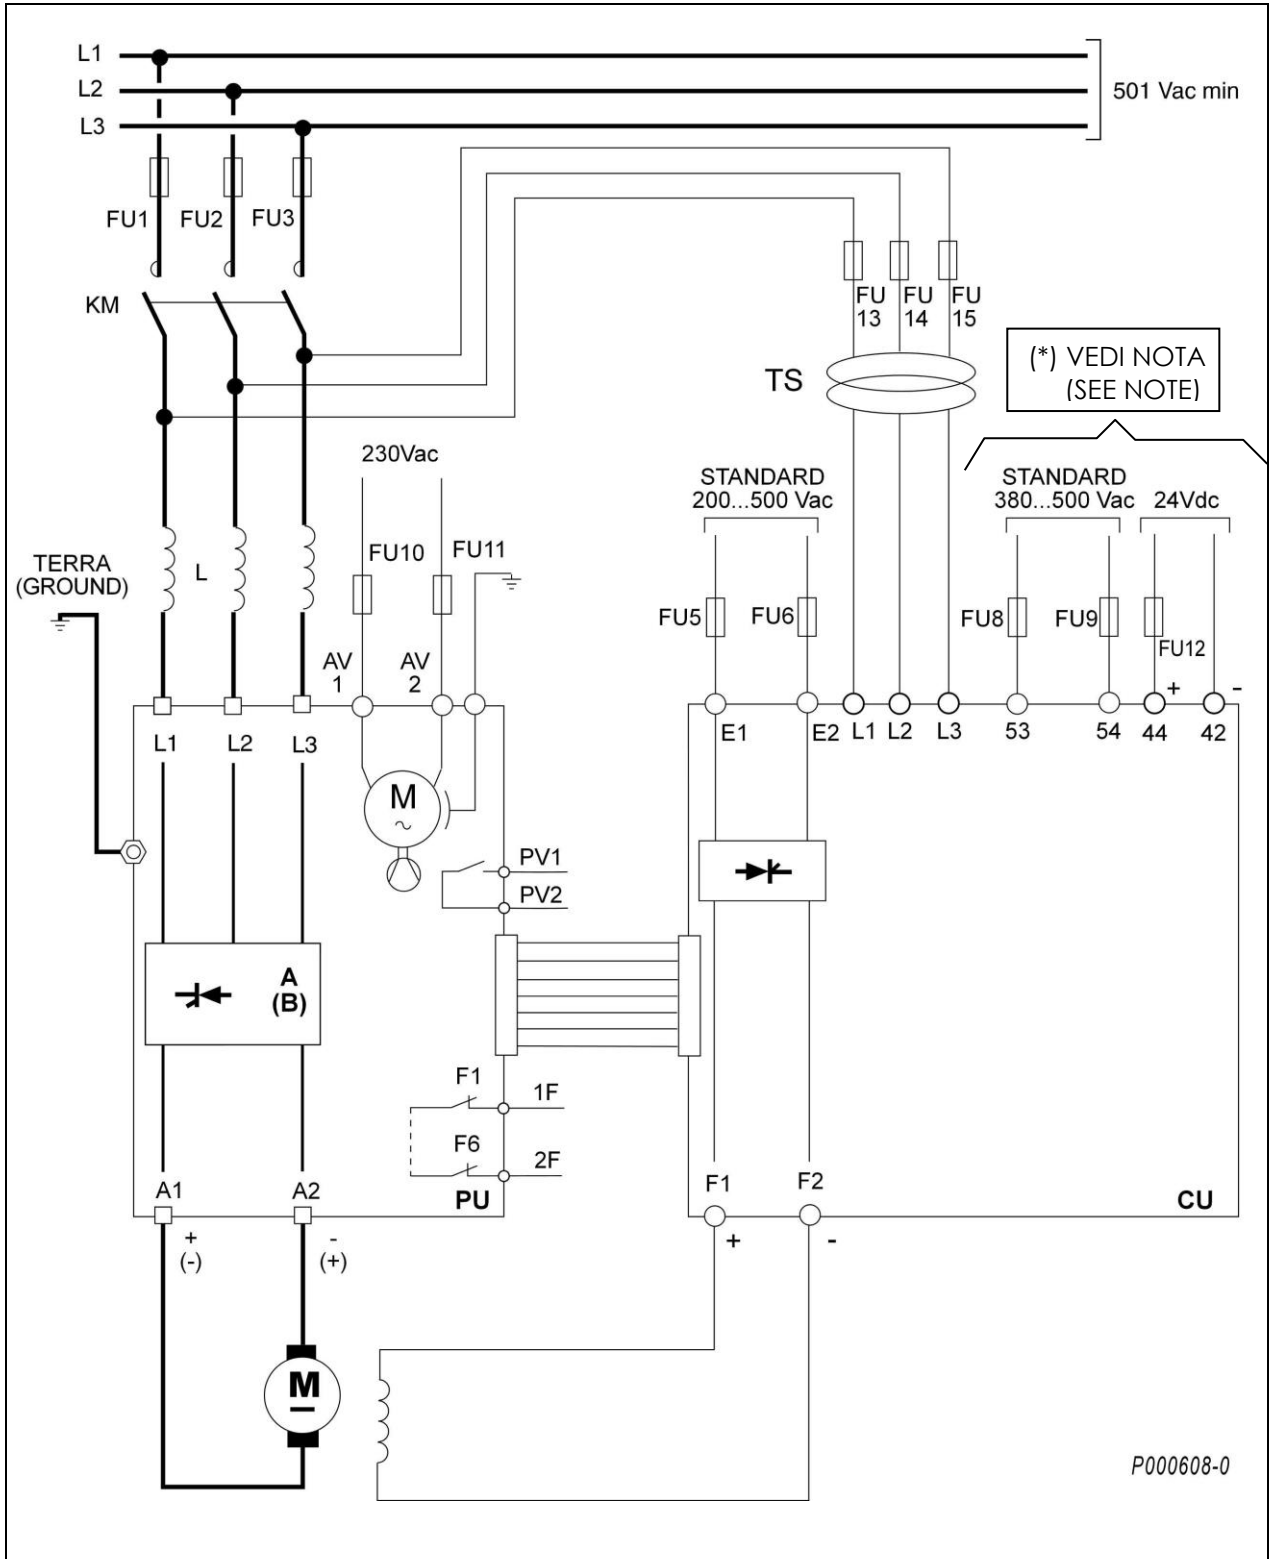 L1
L2
L3
501 Vac min
FU1
FU2
FU3
KM
FU
13
FU
14
FU
15
TS
(*) VEDI NOTA
(SEE NOTE)
230Vac
STANDARD
200...500 Vac
STANDARD
380...500 Vac
24Vdc
TERRA
(GROUND)
L
FU10
FU11
FU5
FU6
FU8
FU9
FU12
AV
1
AV
2
+
-
L1
L2
L3
E1
E2
L1
L2
L3
53
54
44
42
M
~
PV1
PV2
A
(B)
F1
1F
F6
2F
A1
A2
PU
F1
F2
CU
+
(-)
-
(+)
+
-
M
P000608-0